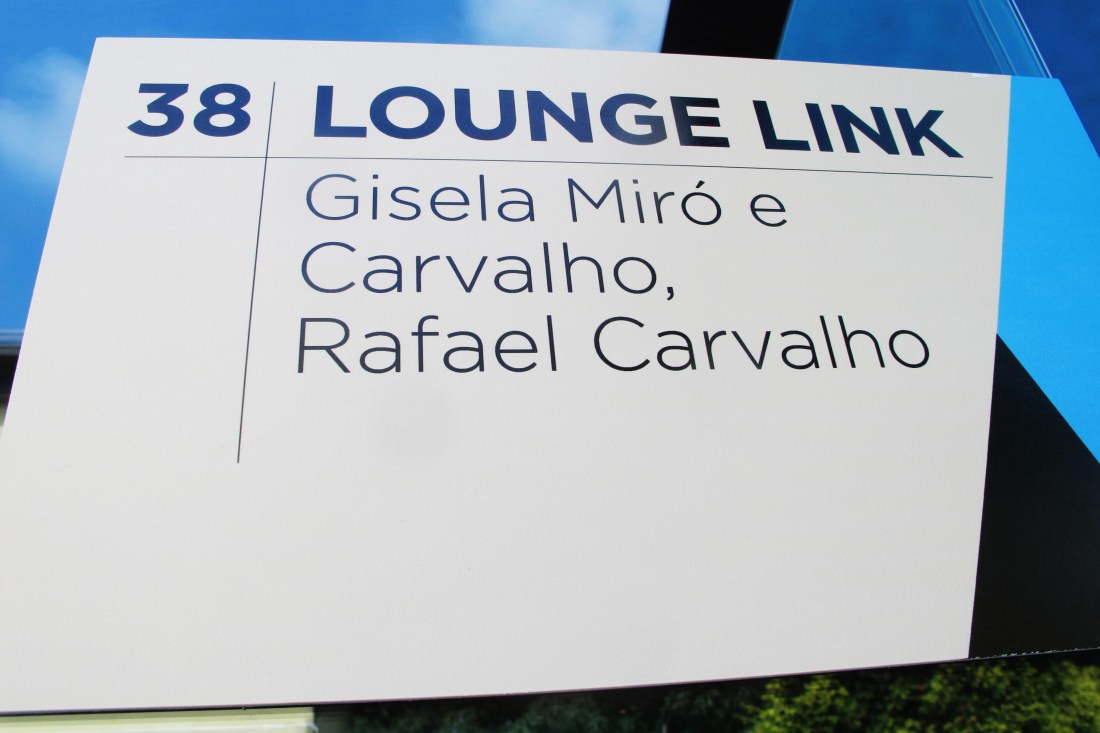 38 LOUNGE LINK
Gisela Miró e
Carvalho,
Rafael Carvalho